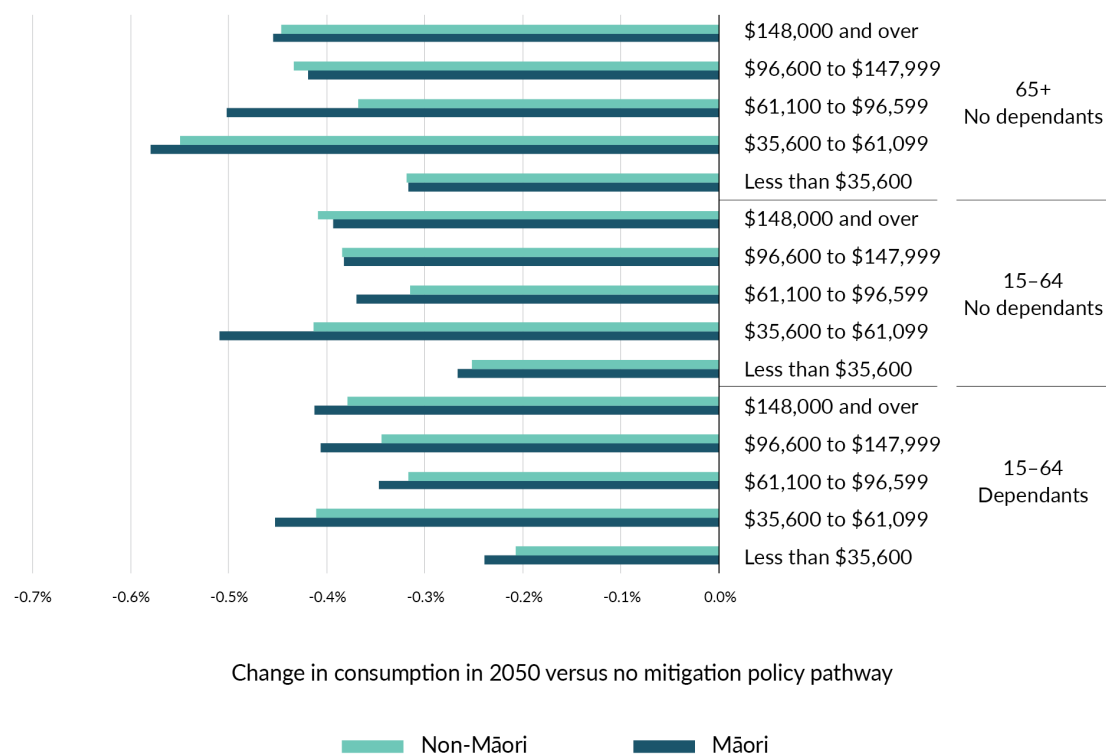 $148,000 and over
$96,600 to $147,999
$61,100 to $96,599
$35,600 to $61,099
Less than $35,600
65+
No dependants
$148,000 and over
$96,600 to $147,999
$61,100 to $96,599
$35,600 to $61,099
Less than $35,600
15–64
No dependants
$148,000 and over
$96,600 to $147,999
$61,100 to $96,599
$35,600 to $61,099
Less than $35,600
15–64
Dependants
-0.7% -0.6% -0.5% -0.4% -0.3% -0.2% -0.1% 0.0%
Change in consumption in 2050 versus no mitigation policy pathway
Non-Māori Māori